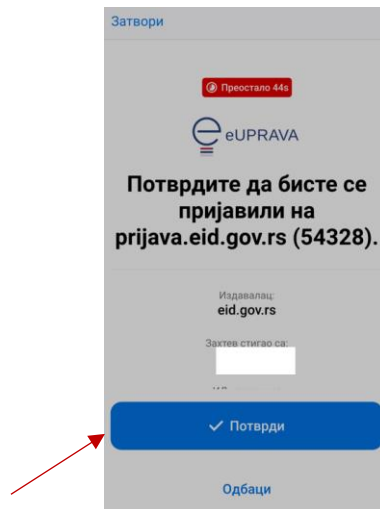 Затвори
Преостало 44s
eUPRAVA
Потврдите да бисте се
пријавили на
prijava.eid.gov.rs (54328).
Издавалац:
eid.gov.rs
Захтев стигао са:
Потврди
Одбаци